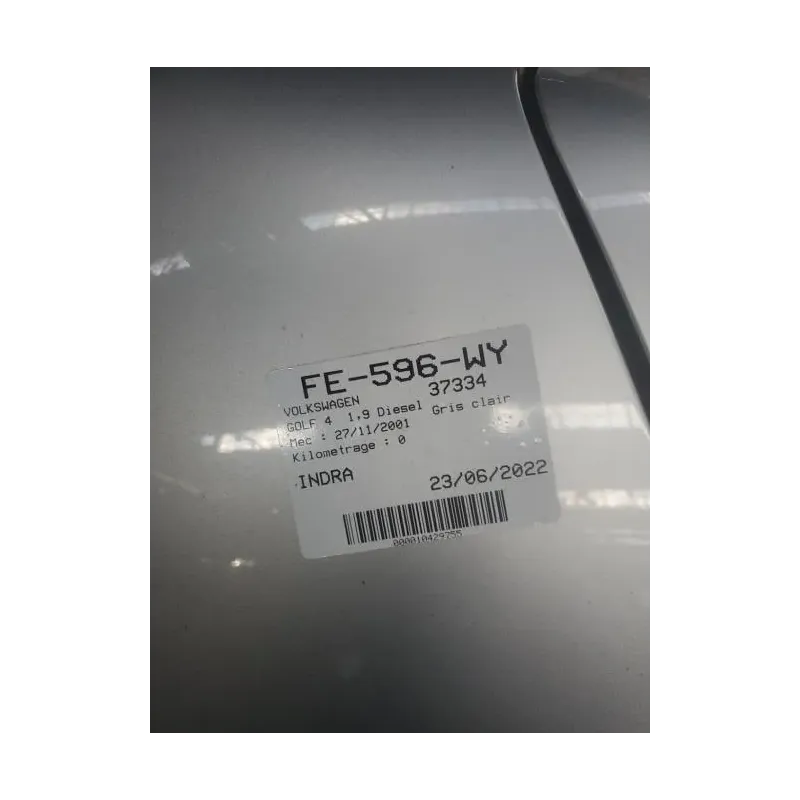 FE-596-WY
VOLKSWAGEN 37334
GOLF 4 1,9 Diesel Gris clair
Mec : 27/11/2001
Kilometrage : 0
INDRA 23/06/2022
000010429755